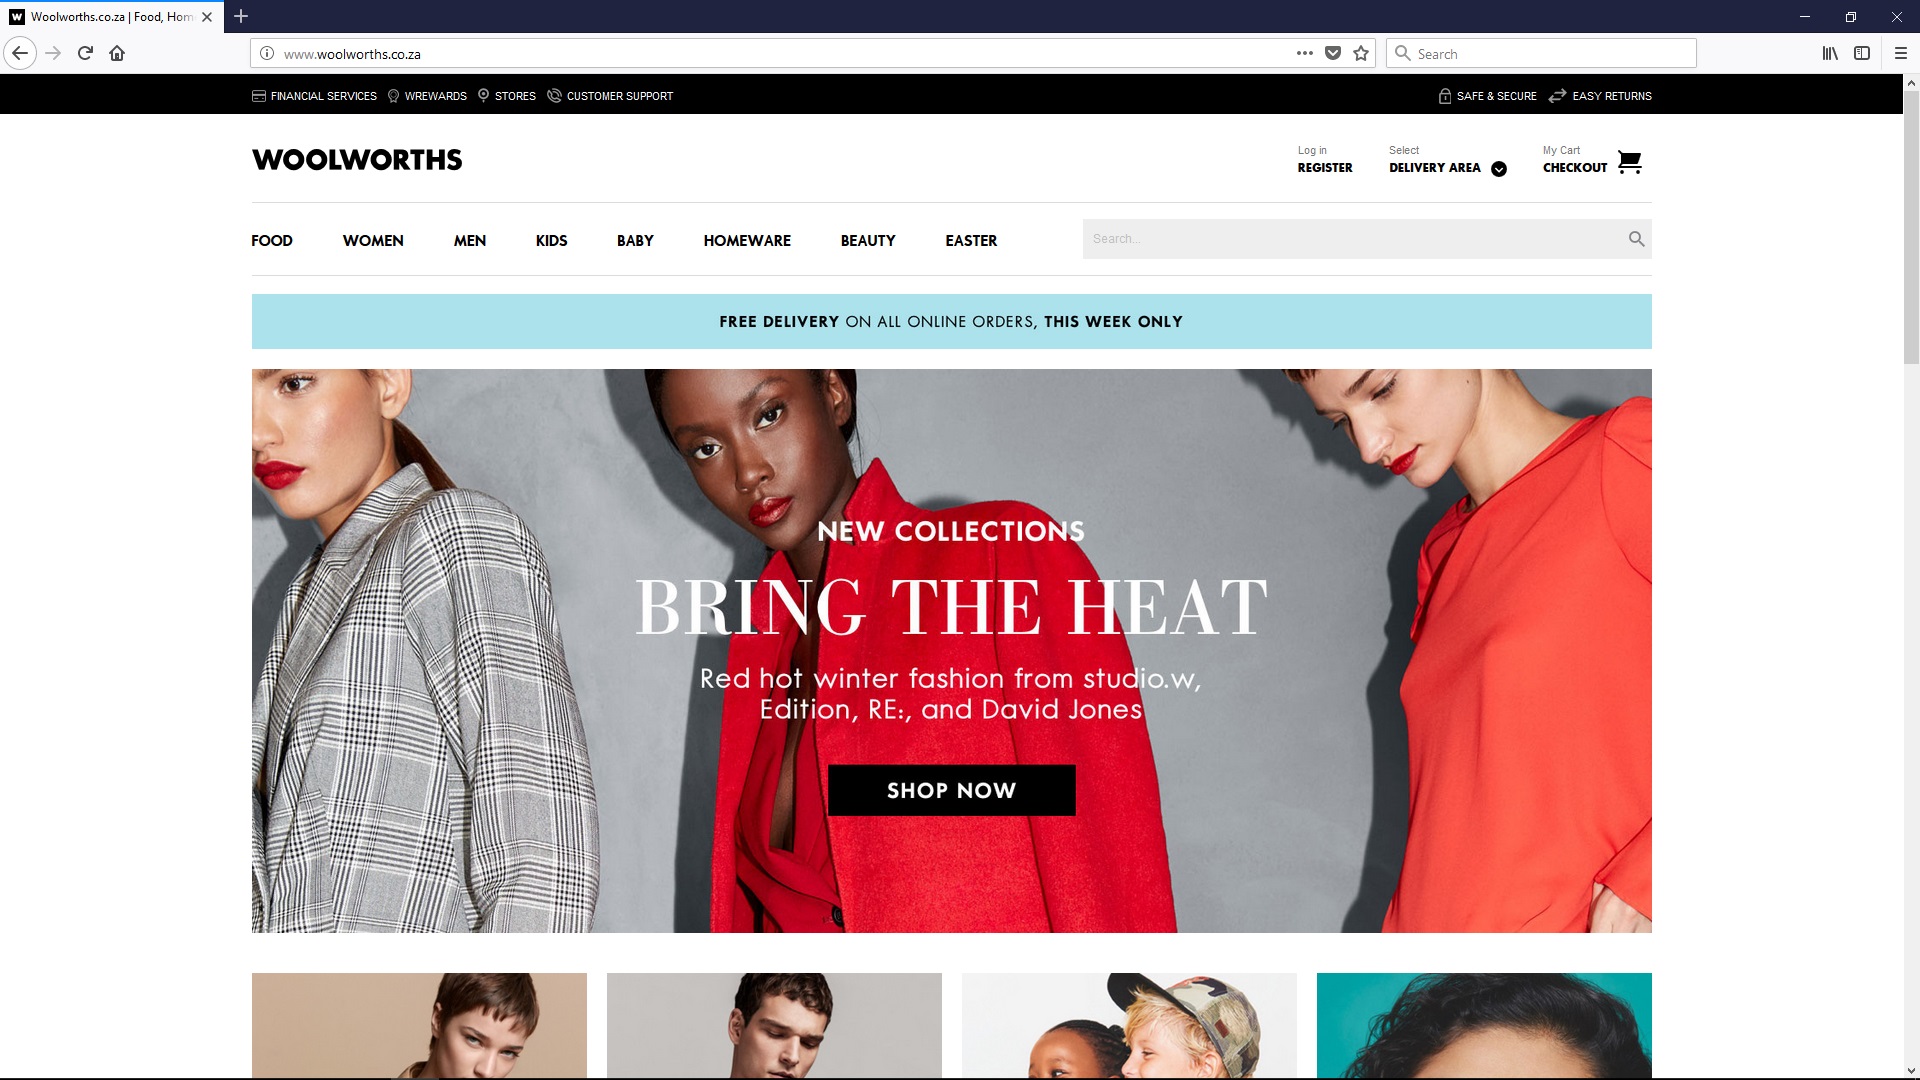 W
Woolworths.co.za | Food, Hom
www.woolworths.co.za
Search
FINANCIAL SERVICES
WREWARDS
STORES
CUSTOMER SUPPORT
SAFE & SECURE
EASY RETURNS
WOOLWORTHS
Log in
REGISTER
Select
DELIVERY AREA
My Cart
CHECKOUT
FOOD
WOMEN
MEN
KIDS
BABY
HOMEWARE
BEAUTY
EASTER
Search...
FREE DELIVERY ON ALL ONLINE ORDERS, THIS WEEK ONLY
NEW COLLECTIONS
BRING THE HEAT
Red hot winter fashion from studio.w,
Edition, RE:, and David Jones
SHOP NOW